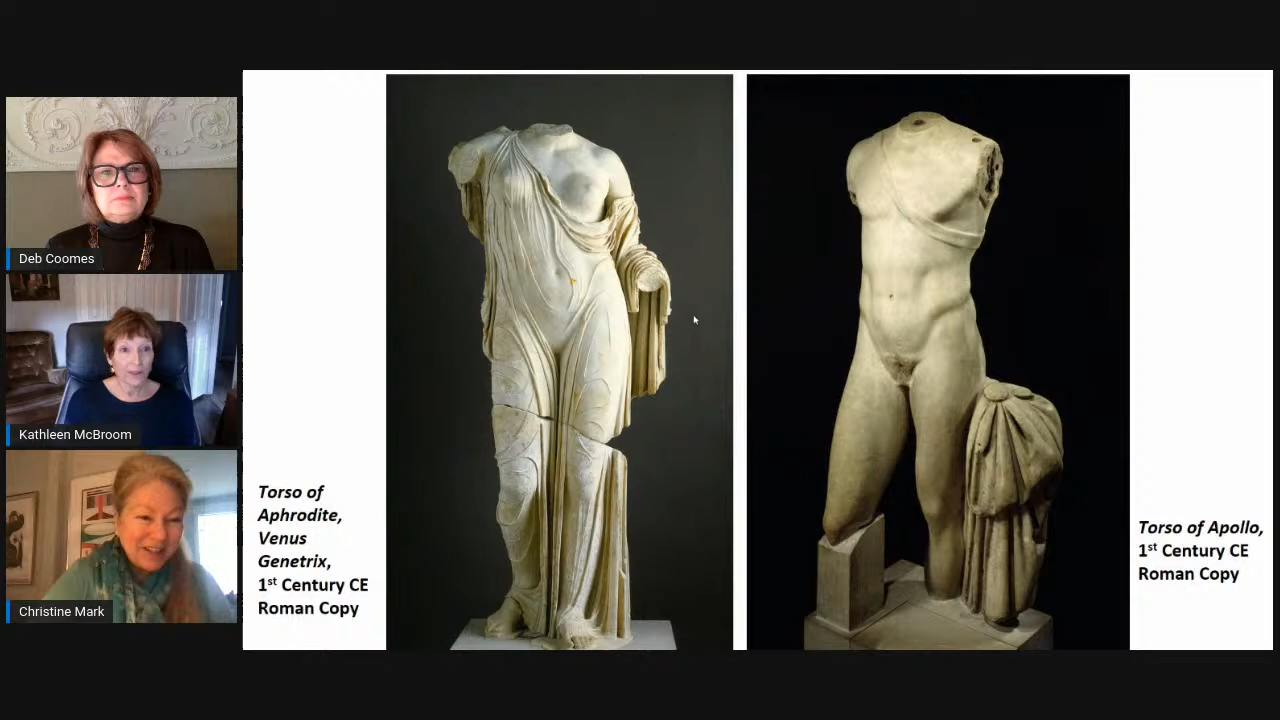 Deb Coomes
Kathleen McBroom
Christine Mark
Torso of
Aphrodite,
Venus
Genetrix,
1st Century CE
Roman Copy
Torso of Apollo,
1st Century CE
Roman Copy